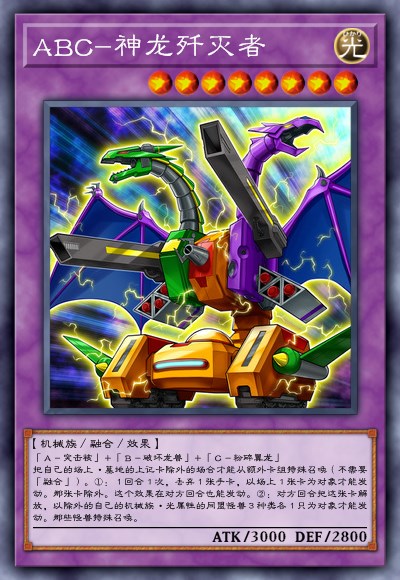 ABC-神龙歼灭者
光
【机械族/融合/效果】
「A-突击核」+「B-破坏龙兽」+「C-粉碎翼龙」
把自己的场上·墓地的上记卡除外的场合才能从额外卡组特殊召唤（不需要
「融合」）。①：1回合1次，丢弃1张手卡，以场上1张卡为对象才能发
动。那张卡除外。这个效果在对方回合也能发动。②：对方回合把这张卡解
放，以除外的自己的机械族·光属性的同盟怪兽3种类各1只为对象才能发
动。那些怪兽特殊召唤。
ATK/3000 DEF/2800